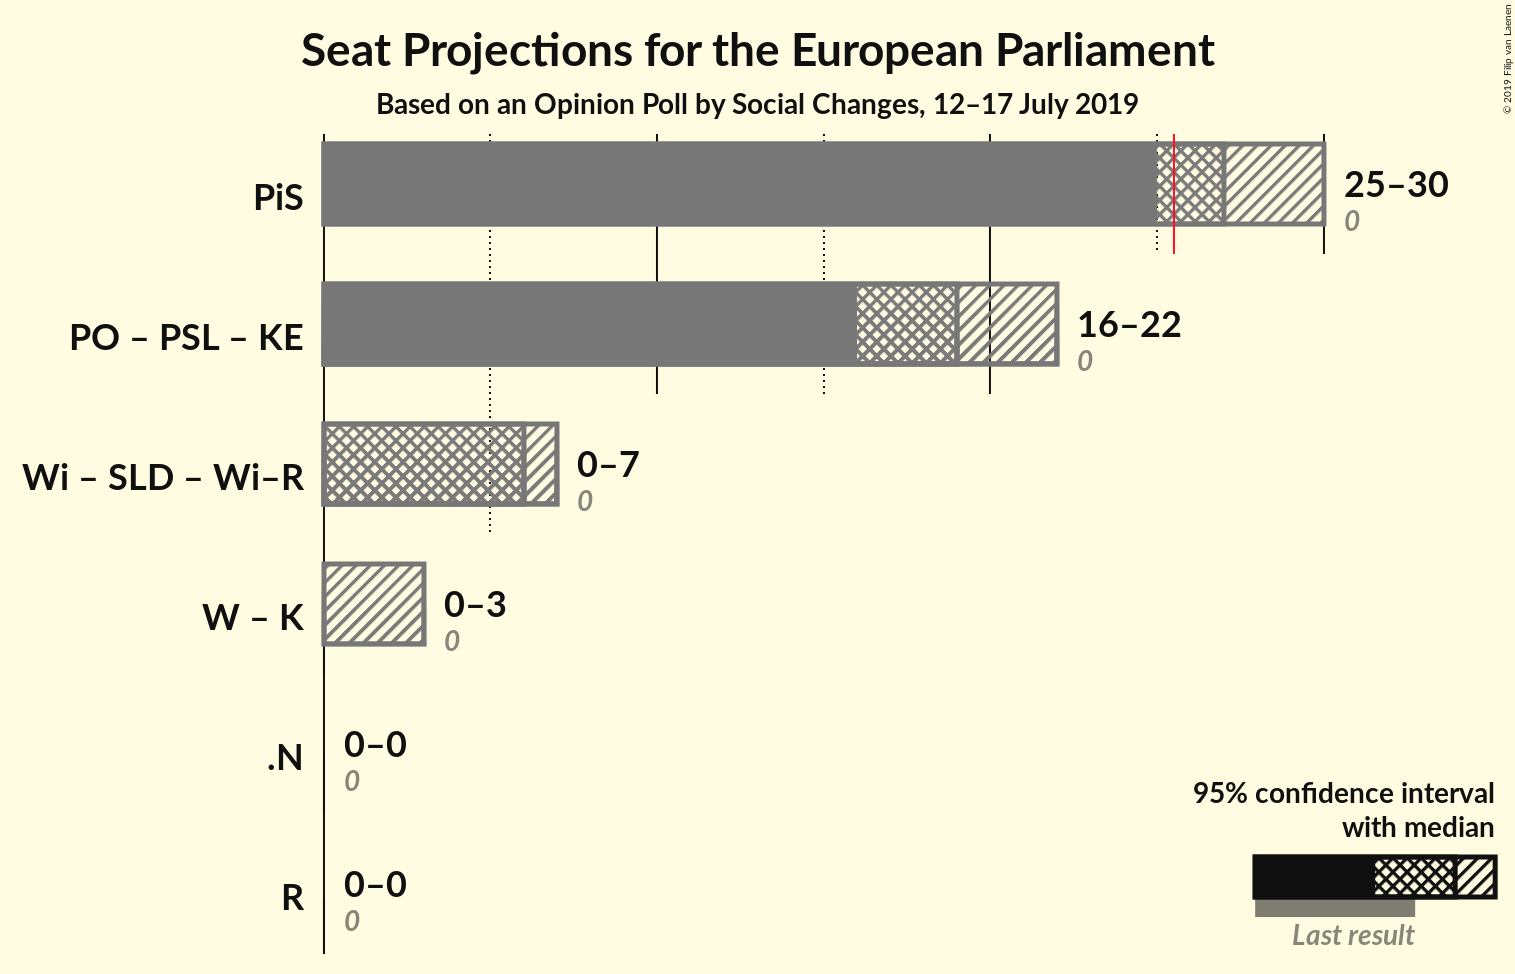 Seat Projections for the European Parliament
Based on an Opinion Poll by Social Changes, 12–17 July 2019
© 2019 Filip van Laenen
PiS
25–30
0
PO – PSL – KE
16–22
0
Wi – SLD – Wi–R
0–7
0
W – K
0–3
0
.N
0–0
0
R
0–0
0
95% confidence interval
with median
Last result